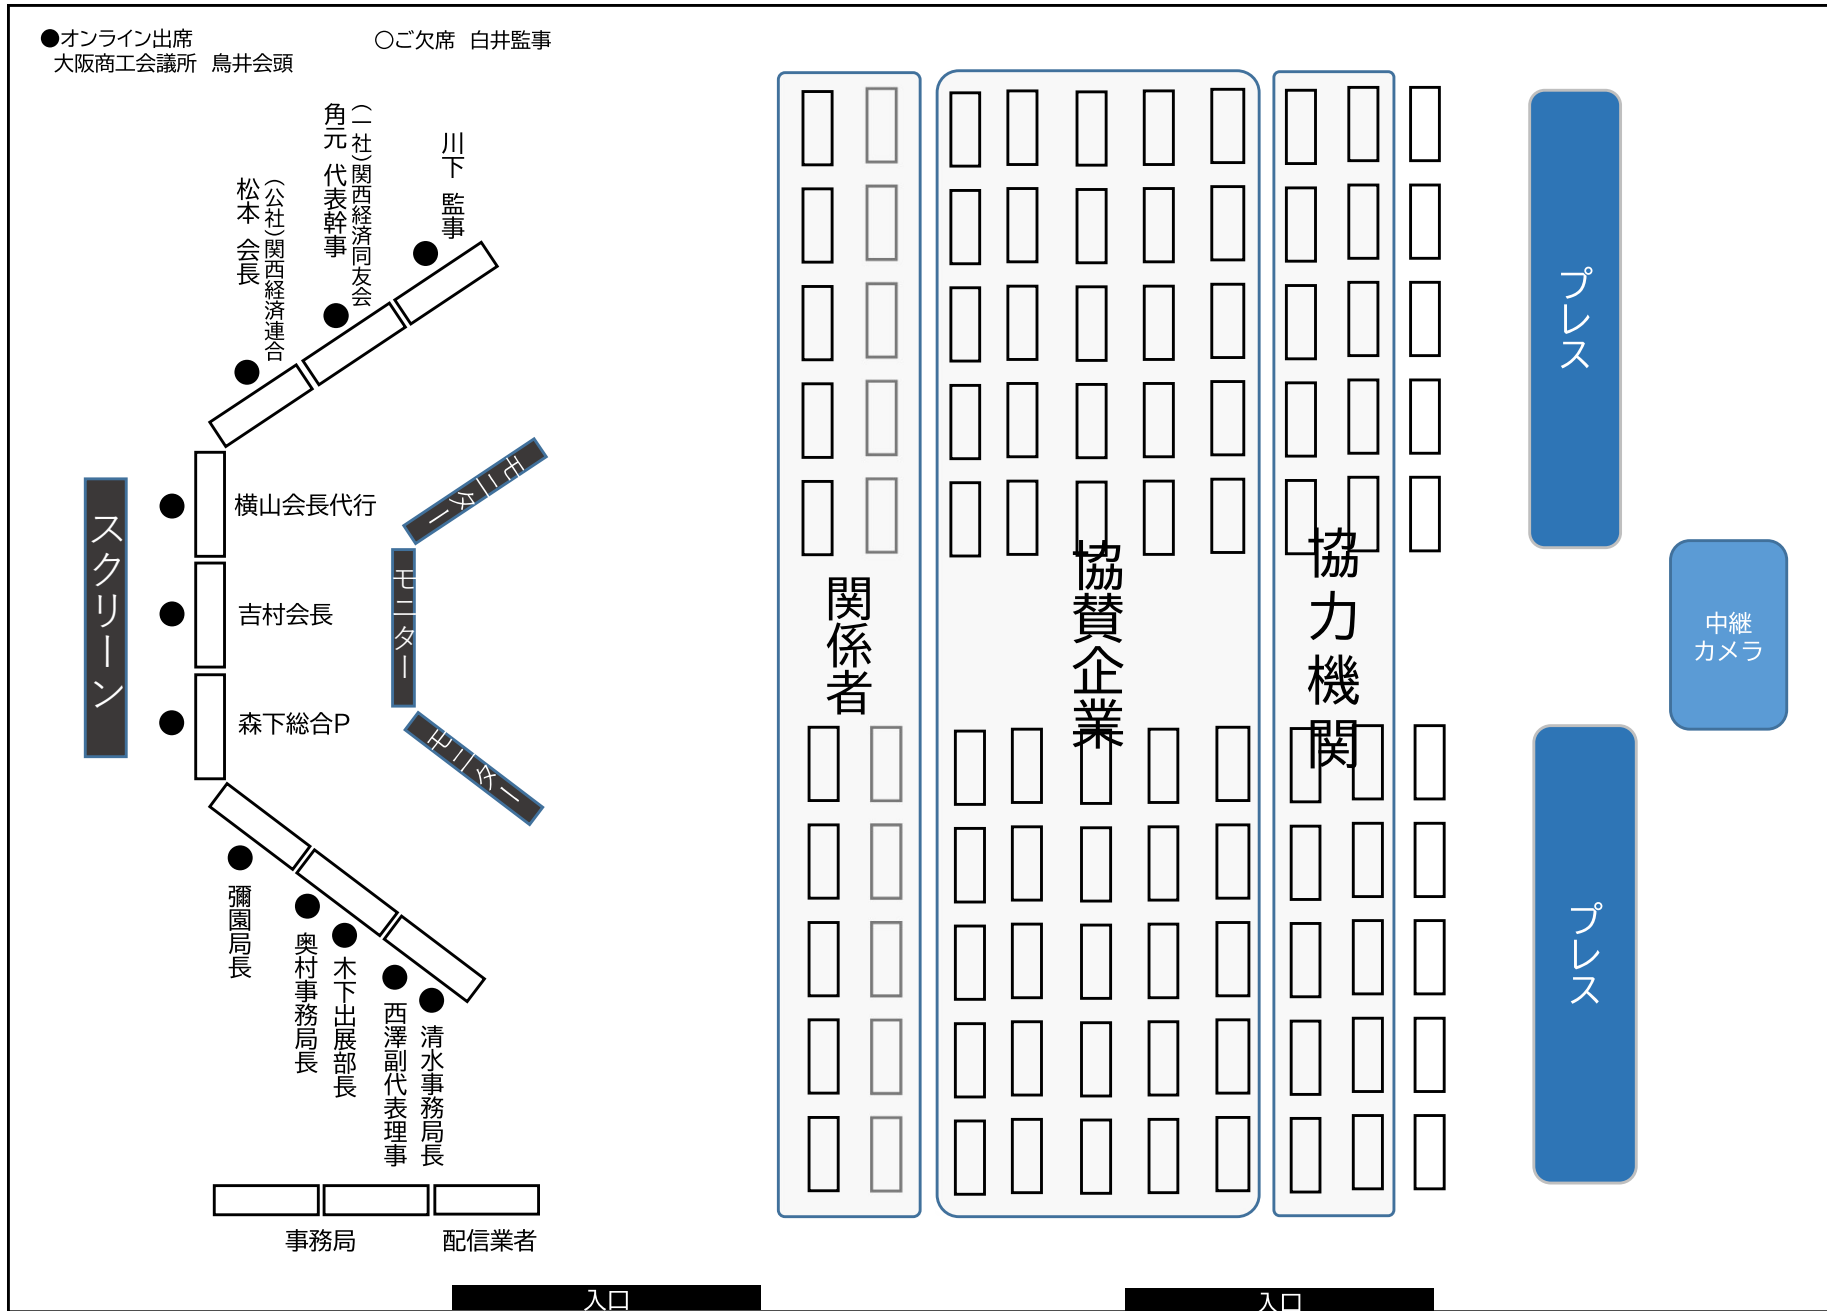 ●オンライン出席
大阪商工会議所 鳥井会頭
○ご欠席 白井監事
川下 監事
(一社)関西経済同友会
角元 代表幹事
(公社)関西経済連合
松本 会長
スクリーン
横山会長代行
吉村会長
森下総合P
モニター
モニター
モニター
彌園局長
奥村事務局長
木下出展部長
西澤副代表理事
清水事務局長
事務局
配信業者
関係者
協賛企業
協力機関
プレス
プレス
中継
カメラ
入口
入口